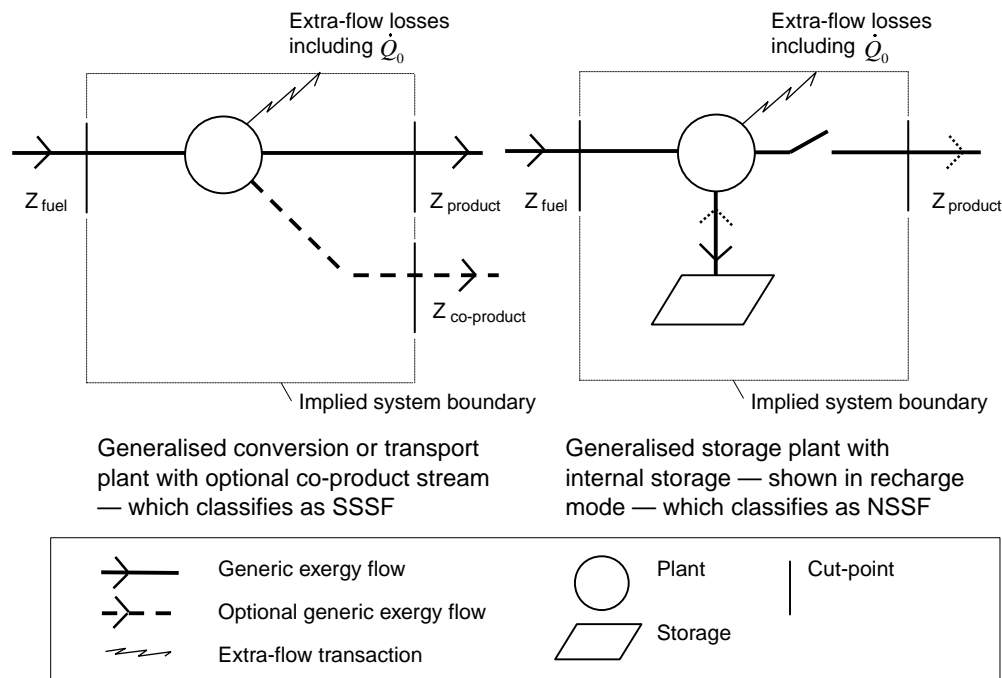 Extra-flow losses
including Q̇₀
Z fuel
Z product
Z co-product
Implied system boundary
Generalised conversion or transport
plant with optional co-product stream
— which classifies as SSSF
Extra-flow losses
including Q̇₀
Z fuel
Z product
Implied system boundary
Generalised storage plant with
internal storage — shown in recharge
mode — which classifies as NSSF
Generic exergy flow
Optional generic exergy flow
Extra-flow transaction
Plant
Storage
Cut-point